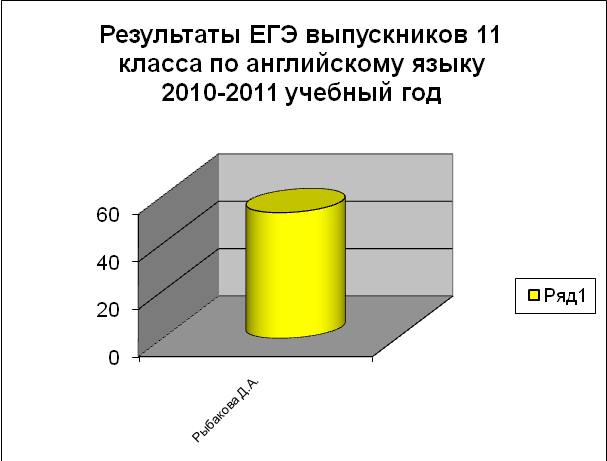 Результаты ЕГЭ выпускников 11
класса по английскому языку
2010-2011 учебный год
60
40
20
0
Рыбакова Д.А.
Ряд1